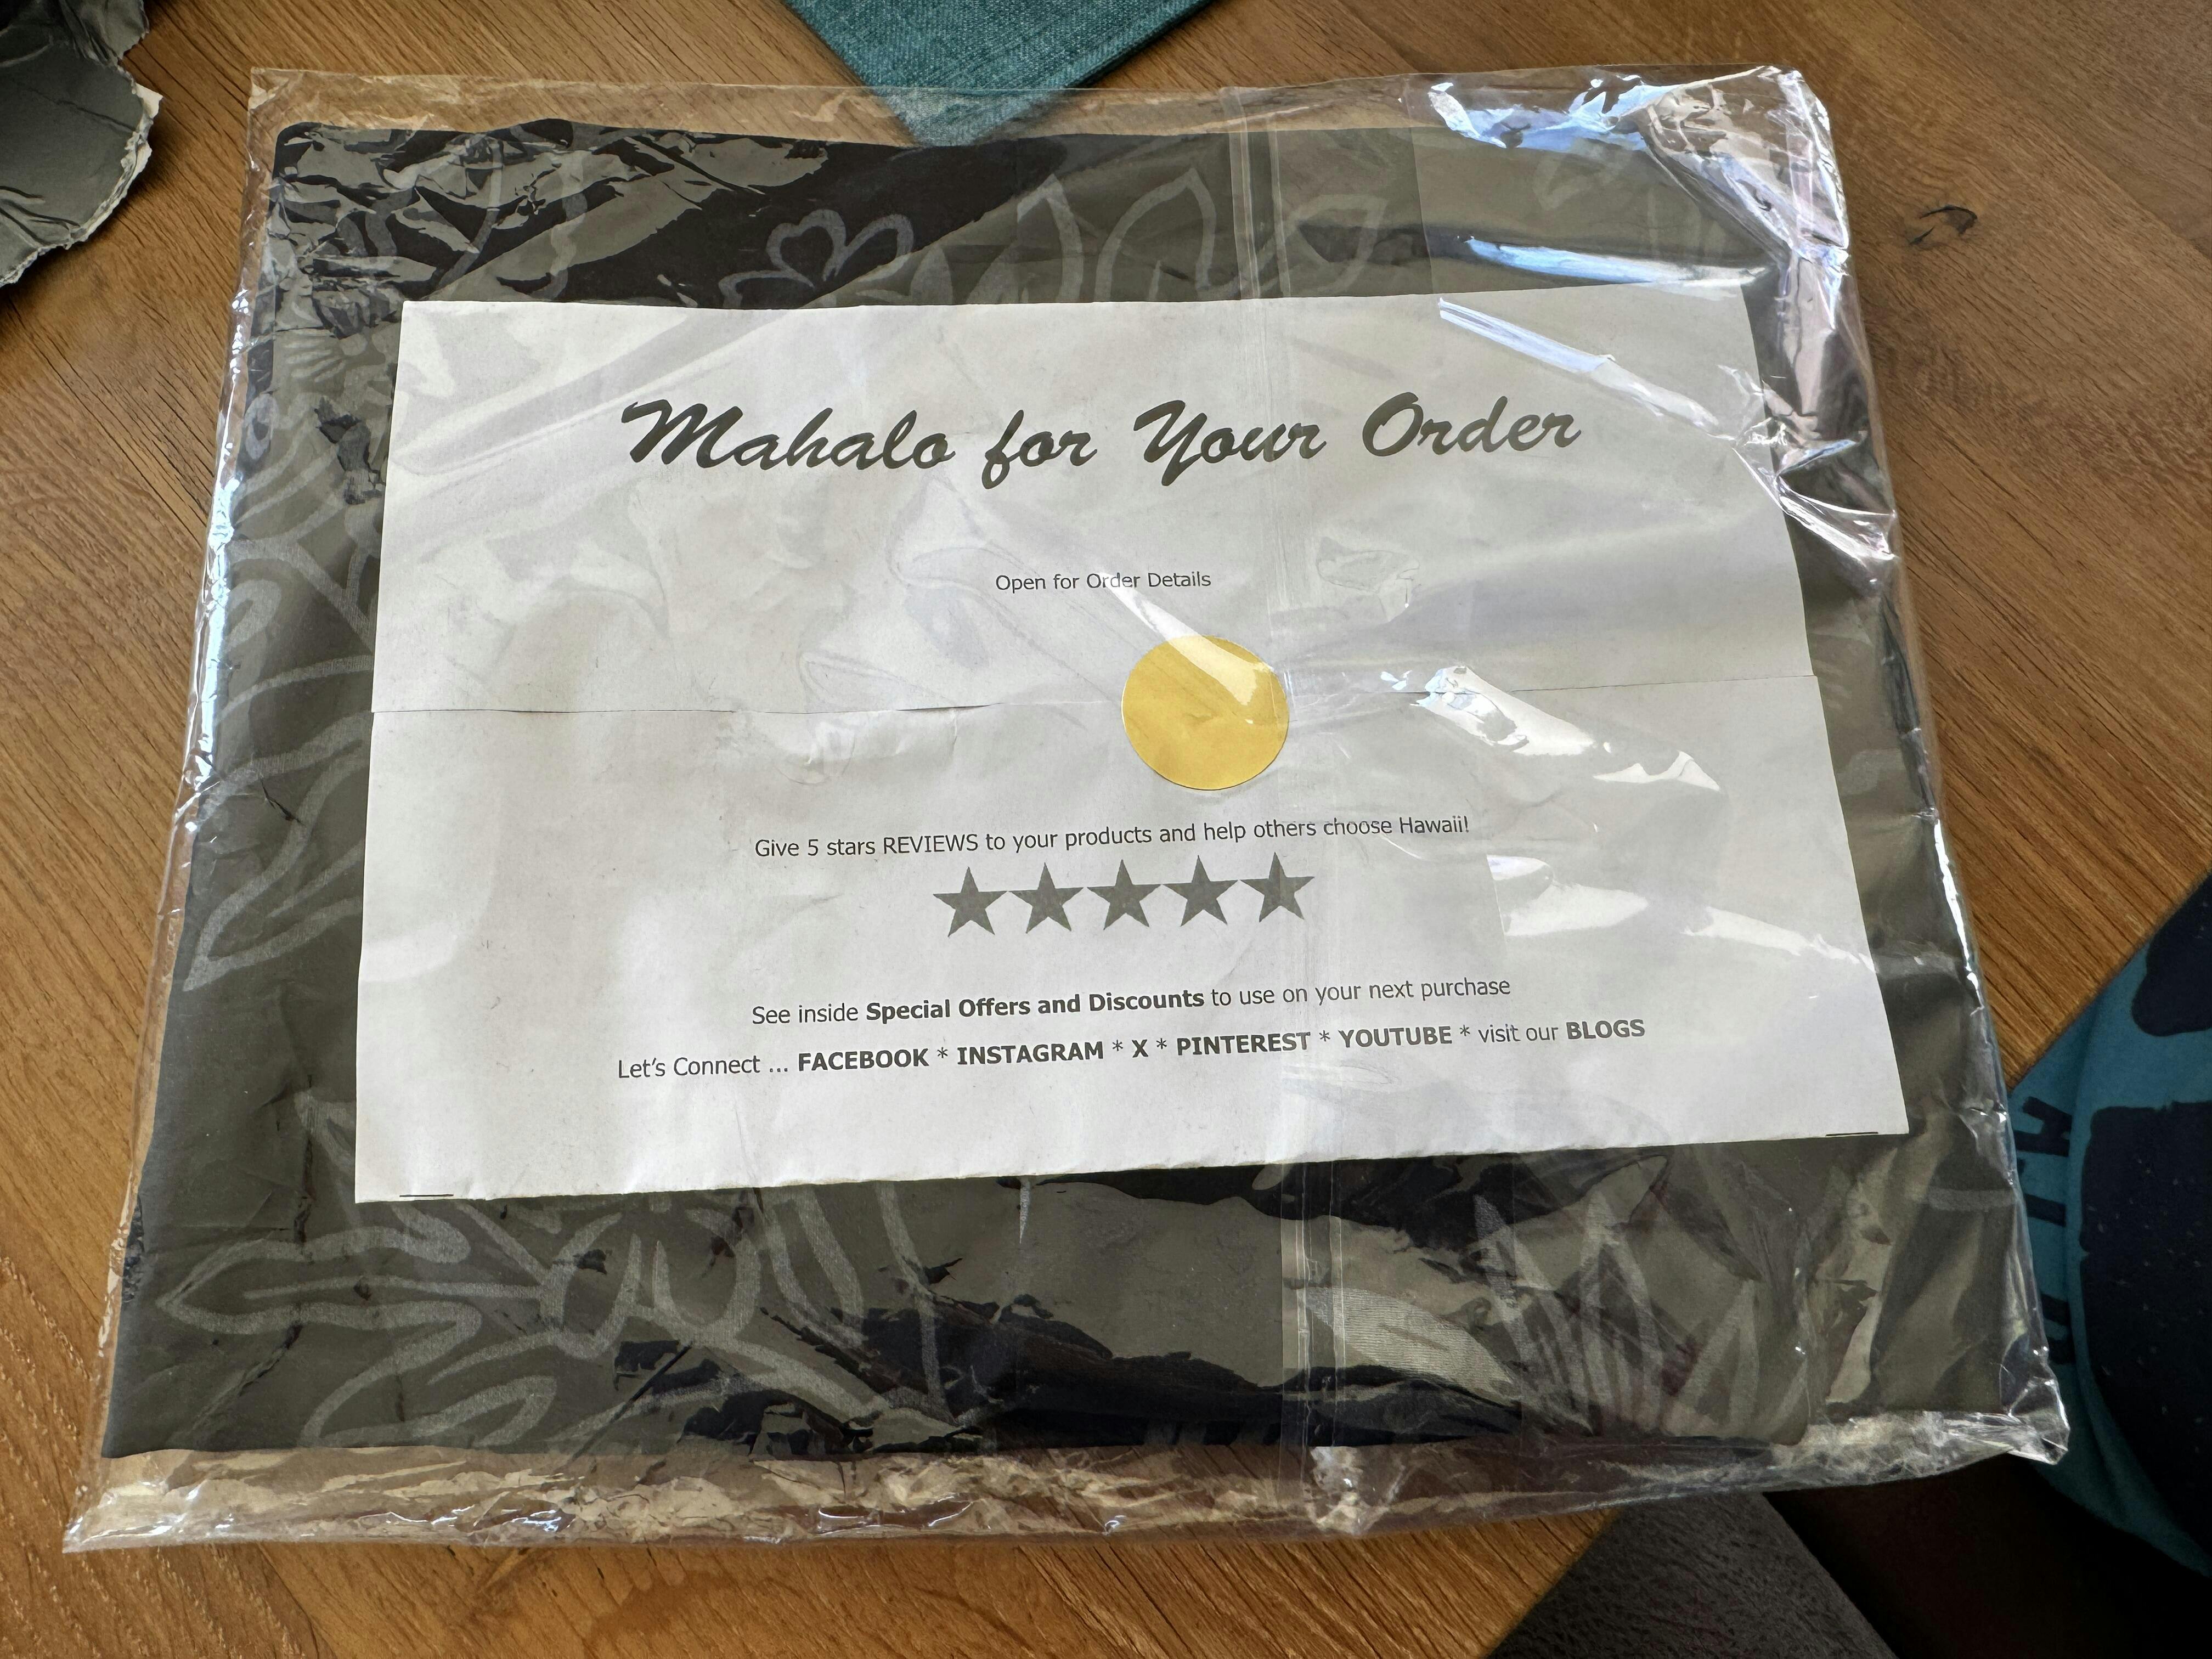 Mahalo for Your Order
Open for Order Details
Give 5 stars REVIEWS to your products and help others choose Hawaii!
See inside Special Offers and Discounts to use on your next purchase
Let's Connect ... FACEBOOK * INSTAGRAM * X * PINTEREST * YOUTUBE * visit our BLOGS